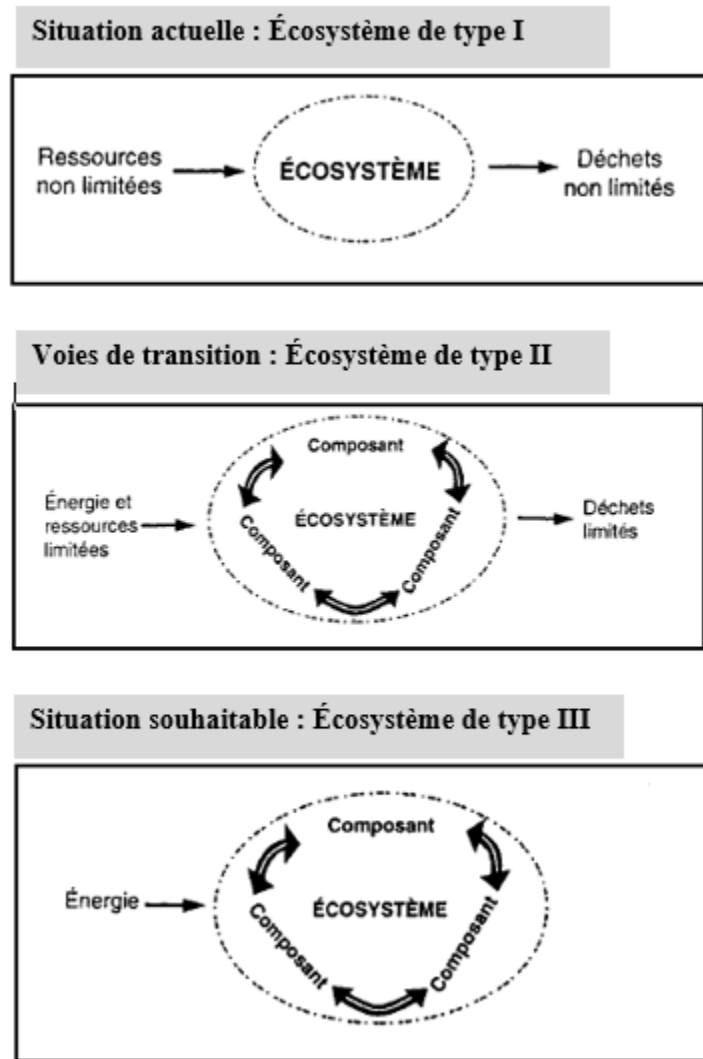 Situation actuelle : Écosystème de type I
Ressources
non limitées
ÉCOSYSTÈME
Déchets
non limités
Voies de transition : Écosystème de type II
Énergie et
ressources
limitées
Composant
ÉCOSYSTÈME
Composant
Composant
Déchets
limités
Situation souhaitable : Écosystème de type III
Énergie
Composant
ÉCOSYSTÈME
Composant
Composant